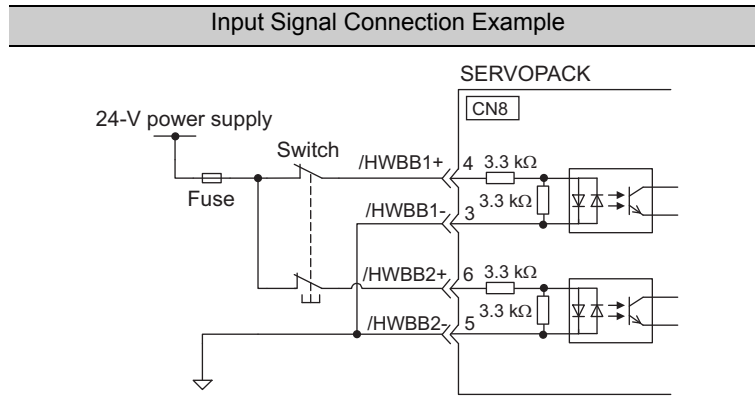 Input Signal Connection Example
SERVOPACK
CN8
24-V power supply
Switch
Fuse
/HWBB1+ 4 3.3 kΩ
/HWBB1- 3 3.3 kΩ
/HWBB2+ 6 3.3 kΩ
/HWBB2- 5 3.3 kΩ